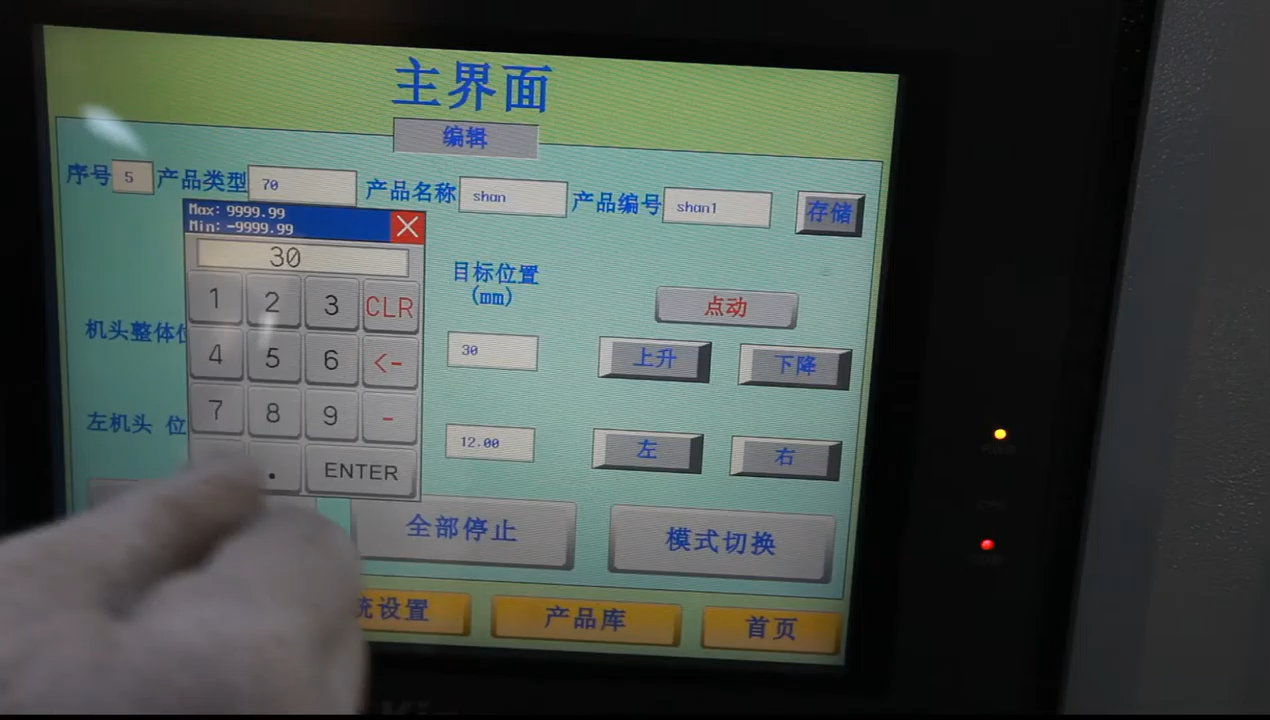 主界面
编辑
序号 5 产品类型 70 产品名称 shan 产品编号 shan1 存储
Max: 9999.99
Min: -9999.99
30
1 2 3 CLR
4 5 6 <-
7 8 9 -
. ENTER
目标位置
(mm)
点动
机头整体位
30
上升 下降
左机头 位
12.00
左 右
全部停止 模式切换
统设置 产品库 首页